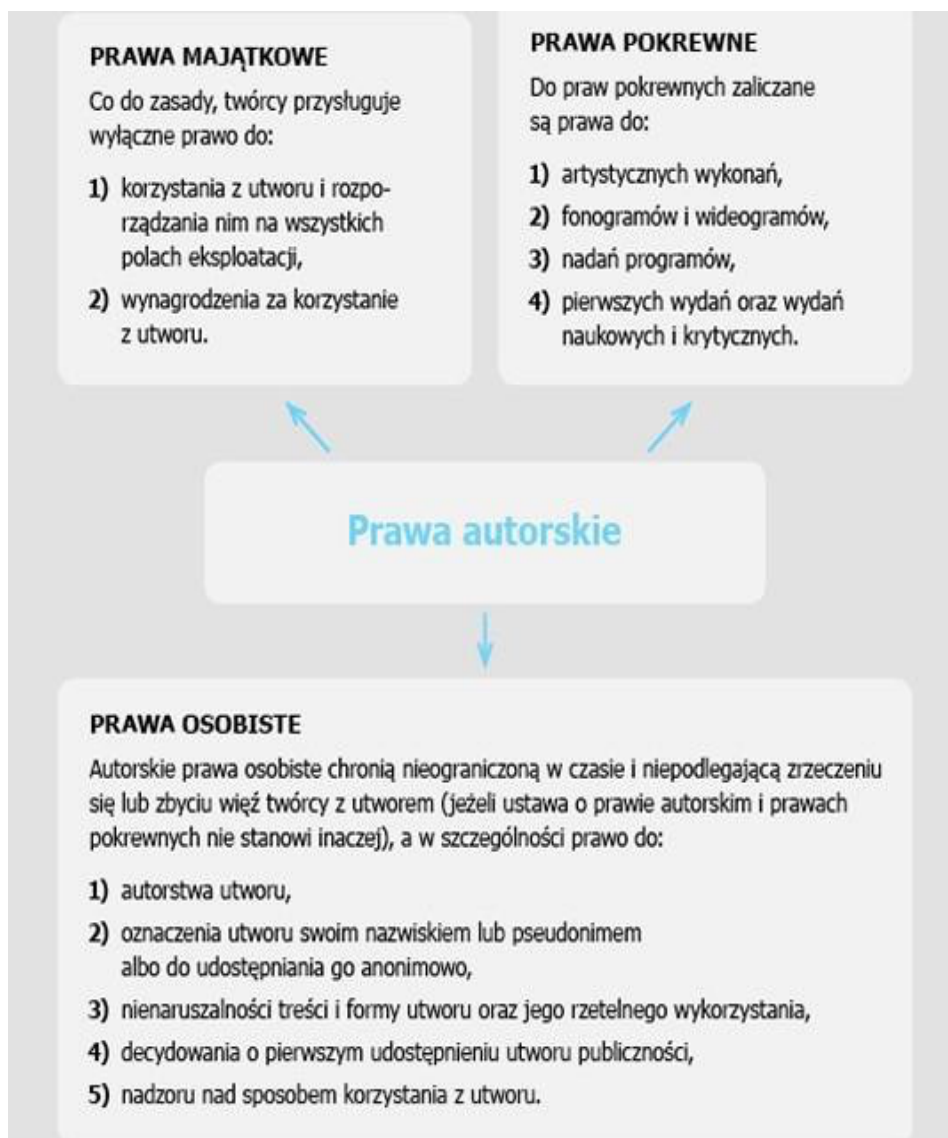 PRAWA MAJĄTKOWE
Co do zasady, twórcy przysługuje
wyłączne prawo do:
1) korzystania z utworu i rozpo-
rządzania nim na wszystkich
polach eksploatacji,
2) wynagrodzenia za korzystanie
z utworu.
PRAWA POKREWNE
Do praw pokrewnych zaliczane
są prawa do:
1) artystycznych wykonań,
2) fonogramów i wideogramów,
3) nadań programów,
4) pierwszych wydań oraz wydań
naukowych i krytycznych.
Prawa autorskie
PRAWA OSOBISTE
Autorskie prawa osobiste chronią nieograniczoną w czasie i niepodlegającą zrzeczeniu
się lub zbyciu więź twórcy z utworem (jeżeli ustawa o prawie autorskim i prawach
pokrewnych nie stanowi inaczej), a w szczególności prawo do:
1) autorstwa utworu,
2) oznaczenia utworu swoim nazwiskiem lub pseudonimem
albo do udostępniania go anonimowo,
3) nienaruszalności treści i formy utworu oraz jego rzetelnego wykorzystania,
4) decydowania o pierwszym udostępnieniu utworu publiczności,
5) nadzoru nad sposobem korzystania z utworu.